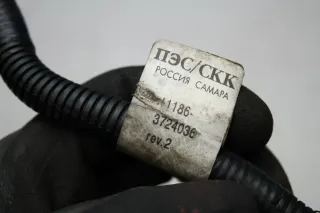 ПЭС/СКК
РОССИЯ САМАРА
11186-
3724036
rev.2